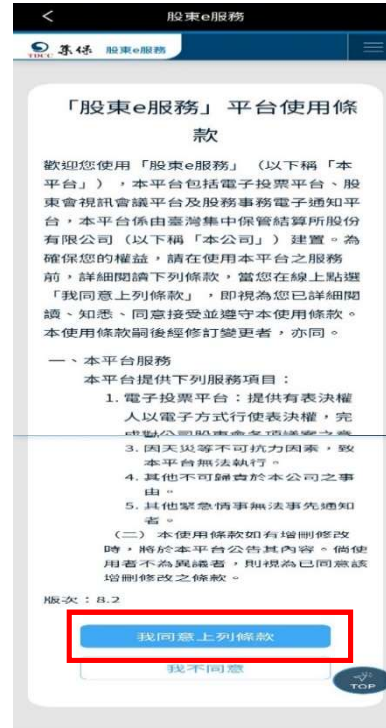 股東e服務
TDCC 集保 股東e服務
「股東e服務」平台使用條
款
歡迎您使用「股東e服務」（以下稱「本
平台」），本平台包括電子投票平台、股
東會視訊會議平台及股務事務電子通知平
台，本平台係由臺灣集中保管結算所股份
有限公司（以下稱「本公司」）建置。為
確保您的權益，請在使用本平台之服務
前，詳細閱讀下列條款，當您在線上點選
「我同意上列條款」，即視為您已詳細閱
讀、知悉、同意接受並遵守本使用條款。
本使用條款嗣後經修訂變更者，亦同。
一、本平台服務
本平台提供下列服務項目：
1. 電子投票平台：提供有表決權
人以電子方式行使表決權，完
成對公司股東會各項議案之意
3. 因天災等不可抗力因素，致
本平台無法執行。
4. 其他不可歸責於本公司之事
由。
5. 其他緊急情事無法事先通知
者。
（二） 本使用條款如有增刪修改
時，將於本平台公告其內容。倘使
用者不為異議者，則視為已同意該
增刪修改之條款。
版次：8.2
我同意上列條款
我不同意
TOP